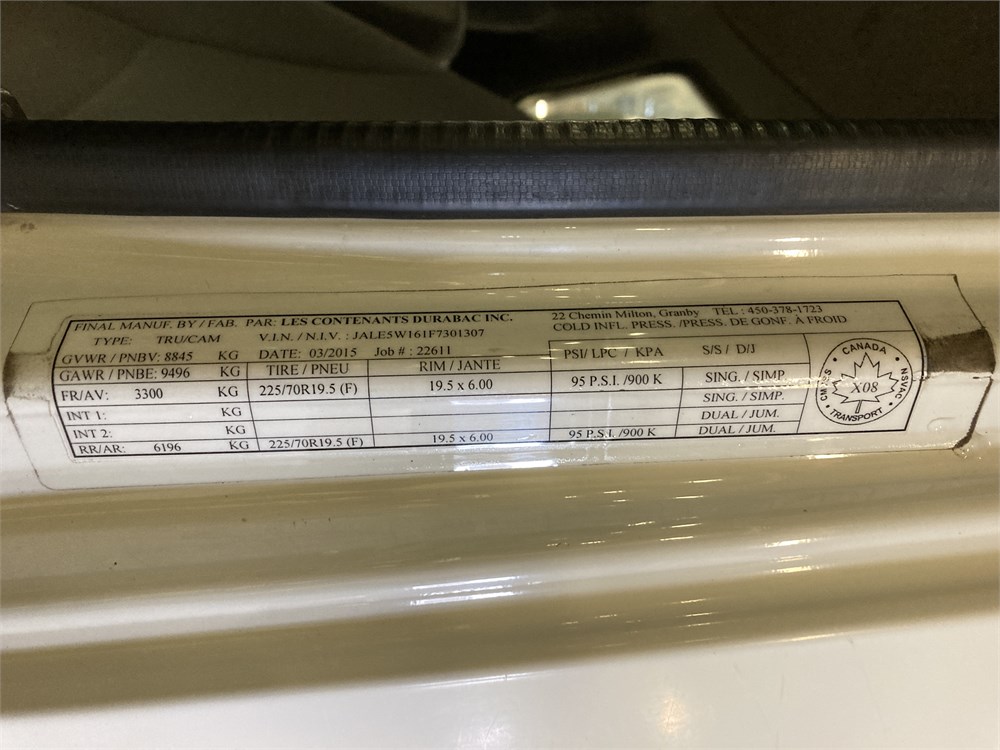 FINAL MANUF. BY / FAB. PAR: LES CONTENANTS DURABAC INC. 22 Chemin Milton, Granby TÉL : 450-378-1723
TYPE: TRU/CAM V.I.N. / N.I.V. : JALE5W161F7301307 COLD INFL. PRESS. /PRESS. DE GONF. À FROID
GVWR / PNBV: 8845 KG DATE: 03/2015 Job # : 22611
GAWR / PNBE: 9496 KG TIRE / PNEU RIM / JANTE PSI/ LPC / KPA S/S / D/J
FR/AV: 3300 KG 225/70R19.5 (F) 19.5 x 6.00 95 P.S.I. /900 K SING. / SIMP
INT 1: KG SING. / SIMP.
INT 2: KG DUAL / JUM.
RR/AR: 6196 KG 225/70R19.5 (F) 19.5 x 6.00 95 P.S.I. /900 K DUAL / JUM.
CANADA
NSVAC
X08
TRANSPORT